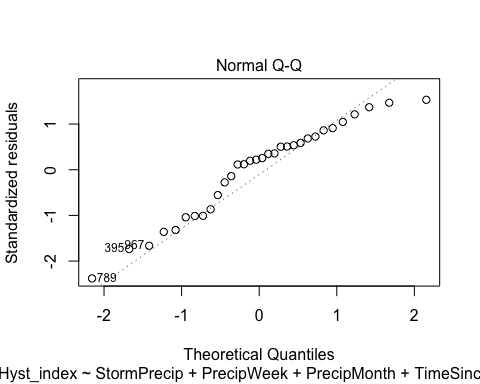 Normal Q-Q
Standardized residuals
1
0
-1
-2
395
967
789
-2 -1 0 1 2
Theoretical Quantiles
Hyst_index ~ StormPrecip + PrecipWeek + PrecipMonth + TimeSinc